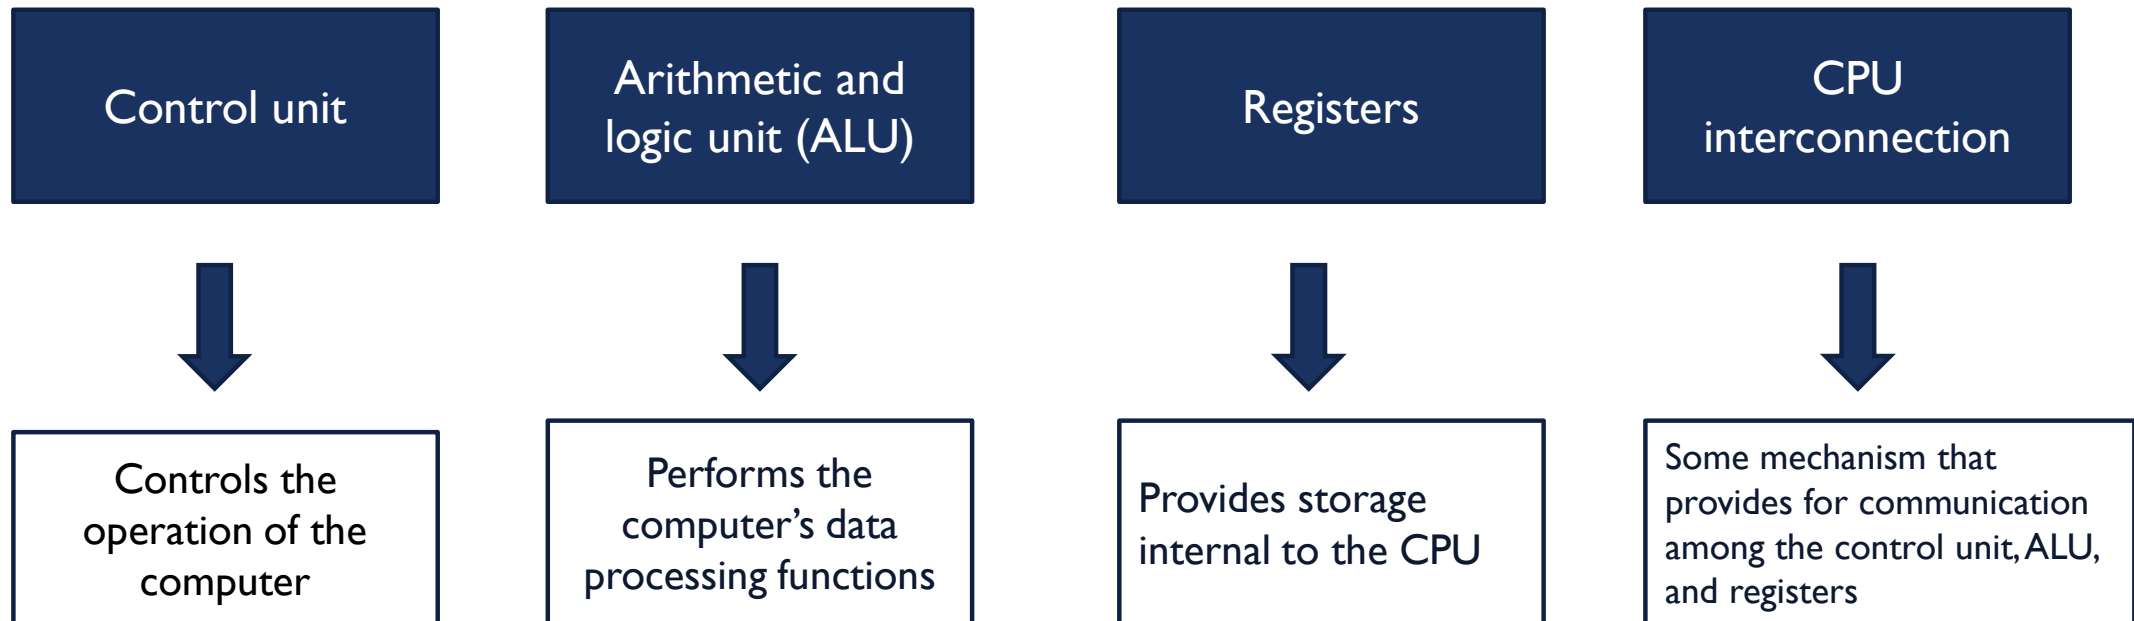 Control unit
Arithmetic and
logic unit (ALU)
Registers
CPU
interconnection
Controls the
operation of the
computer
Performs the
computer’s data
processing functions
Provides storage
internal to the CPU
Some mechanism that
provides for communication
among the control unit, ALU,
and registers